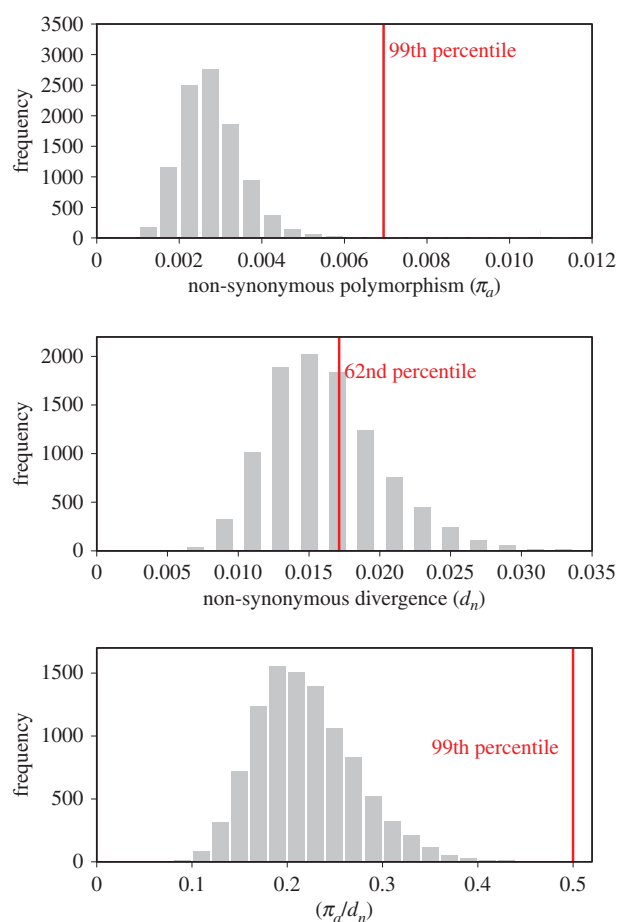 3500
3000
2500
2000
1500
1000
500
0
frequency
99th percentile
0 0.002 0.004 0.006 0.008 0.010 0.012
non-synonymous polymorphism (πa)
2000
1500
1000
500
0
frequency
62nd percentile
0 0.005 0.010 0.015 0.020 0.025 0.030 0.035
non-synonymous divergence (dn)
1500
1000
500
0
frequency
99th percentile
0 0.1 0.2 0.3 0.4 0.5
(πa/dn)